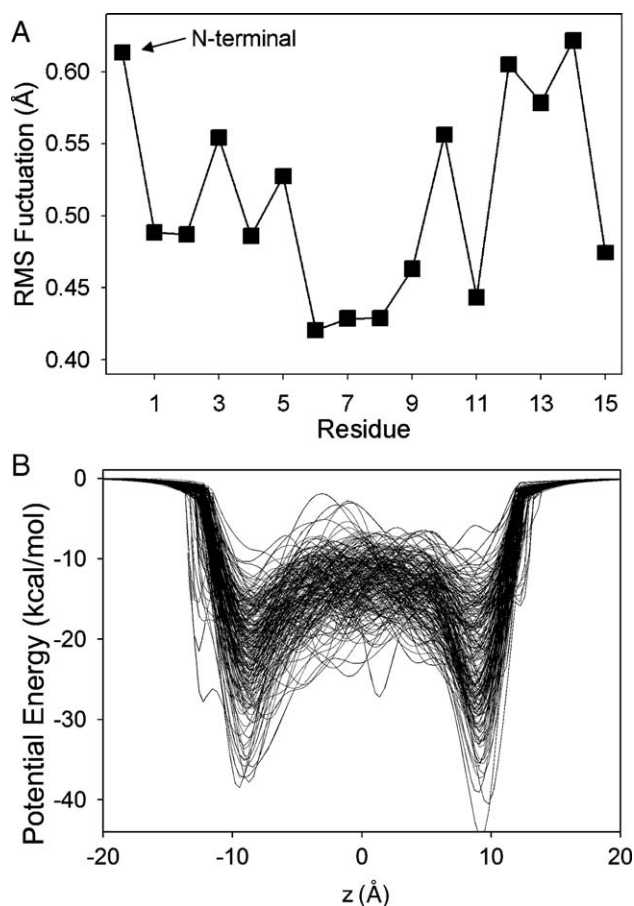 A
N-terminal
RMS Fuctuation (Å)
0.60
0.55
0.50
0.45
0.40
1 3 5 7 9 11 13 15
Residue
B
Potential Energy (kcal/mol)
0
-10
-20
-30
-40
-20 -10 0 10 20
z (Å)